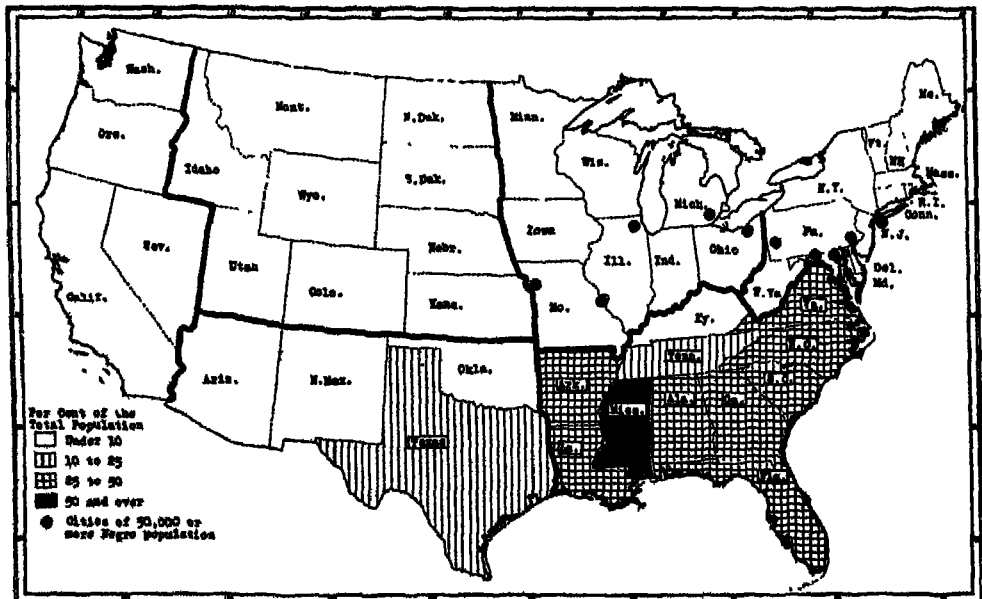 Wash.
Mont.
N.Dak.
Minn.
Me.
Ore.
Idaho
S.Dak.
Wis.
Vt.
NH
Mass.
Wyo.
Mich.
N.Y.
R.I.
Conn.
Nev.
Utah
Nebr.
Iowa
Ill.
Ind.
Ohio
Pa.
N.J.
Calif.
Colo.
Kans.
Mo.
Ky.
W.Va.
Va.
Del.
Md.
Ariz.
N.Mex.
Okla.
Ark.
Tenn.
N.C.
S.C.
Texas
La.
Miss.
Ala.
Ga.
Fla.
Per Cent of the
Total Population
Under 10
10 to 25
25 to 50
50 and over
Cities of 50,000 or
more Negro population